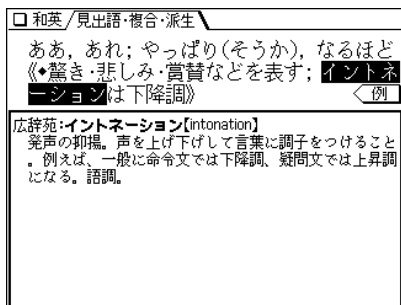 和英/見出語・複合・派生
ああ，あれ; やっぱり(そうか)，なるほど
《◆驚き・悲しみ・賞賛などを表す; イントネ
ーションは下降調》
例
広辞苑:イントネーション【intonation】
発声の抑揚。声を上げ下げして言葉に調子をつけること
。例えば、一般に命令文では下降調、疑問文では上昇調
になる。語調。